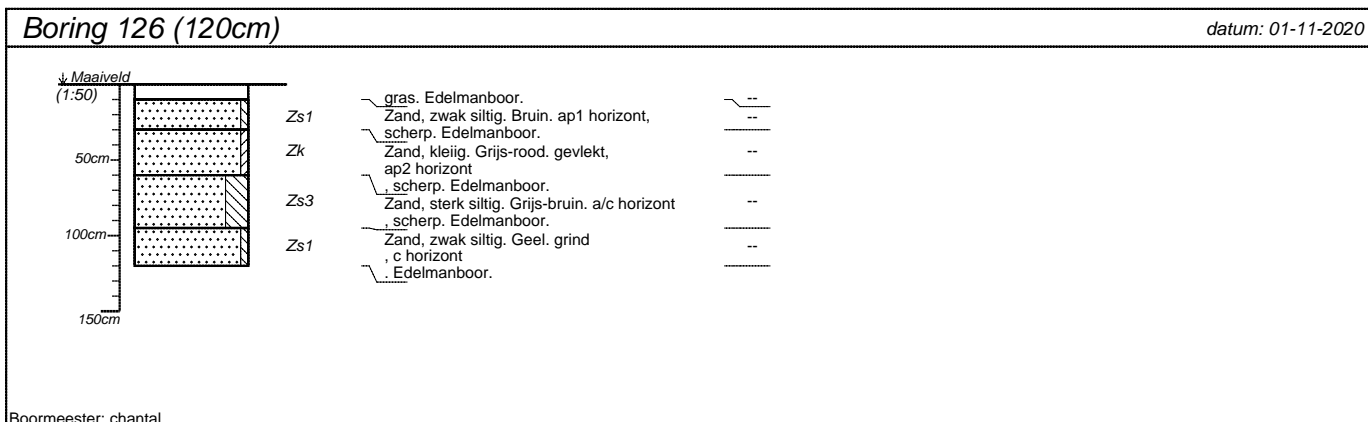 Boring 126 (120cm)
datum: 01-11-2020
Maaiveld
(1:50)
gras. Edelmanboor.
--
Zs1
Zand, zwak siltig. Bruin. ap1 horizont,
--
scherp. Edelmanboor.
50cm
Zk
Zand, kleiig. Grijs-rood. gevlekt,
--
ap2 horizont
, scherp. Edelmanboor.
Zs3
Zand, sterk siltig. Grijs-bruin. a/c horizont
--
, scherp. Edelmanboor.
100cm
Zs1
Zand, zwak siltig. Geel. grind
--
, c horizont
. Edelmanboor.
150cm
Boormeester: chantal